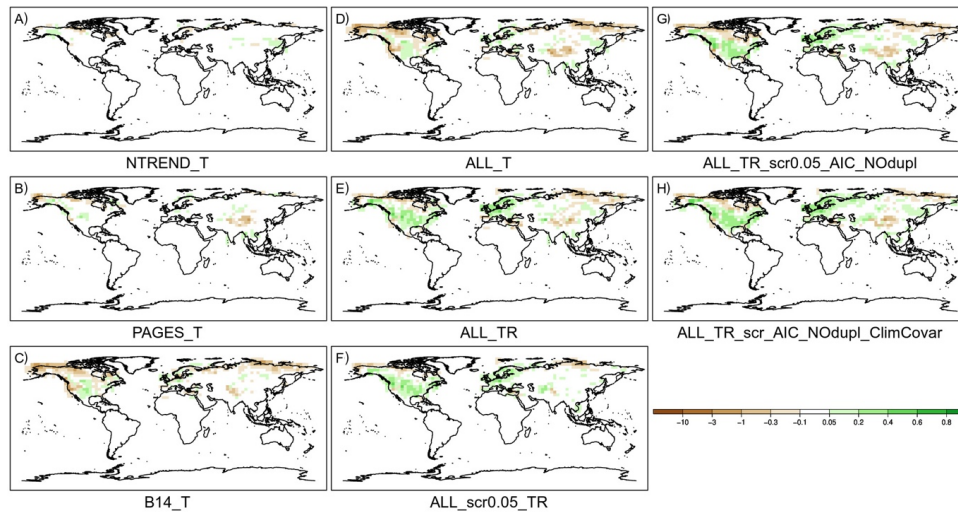 A)
NTREND_T
B)
PAGES_T
C)
B14_T
D)
ALL_T
E)
ALL_TR
F)
ALL_scr0.05_TR
G)
ALL_TR_scr0.05_AIC_NOdupl
H)
ALL_TR_scr_AIC_NOdupl_ClimCovar
−10 −3 −1 −0.3 −0.1 0.05 0.2 0.4 0.6 0.8